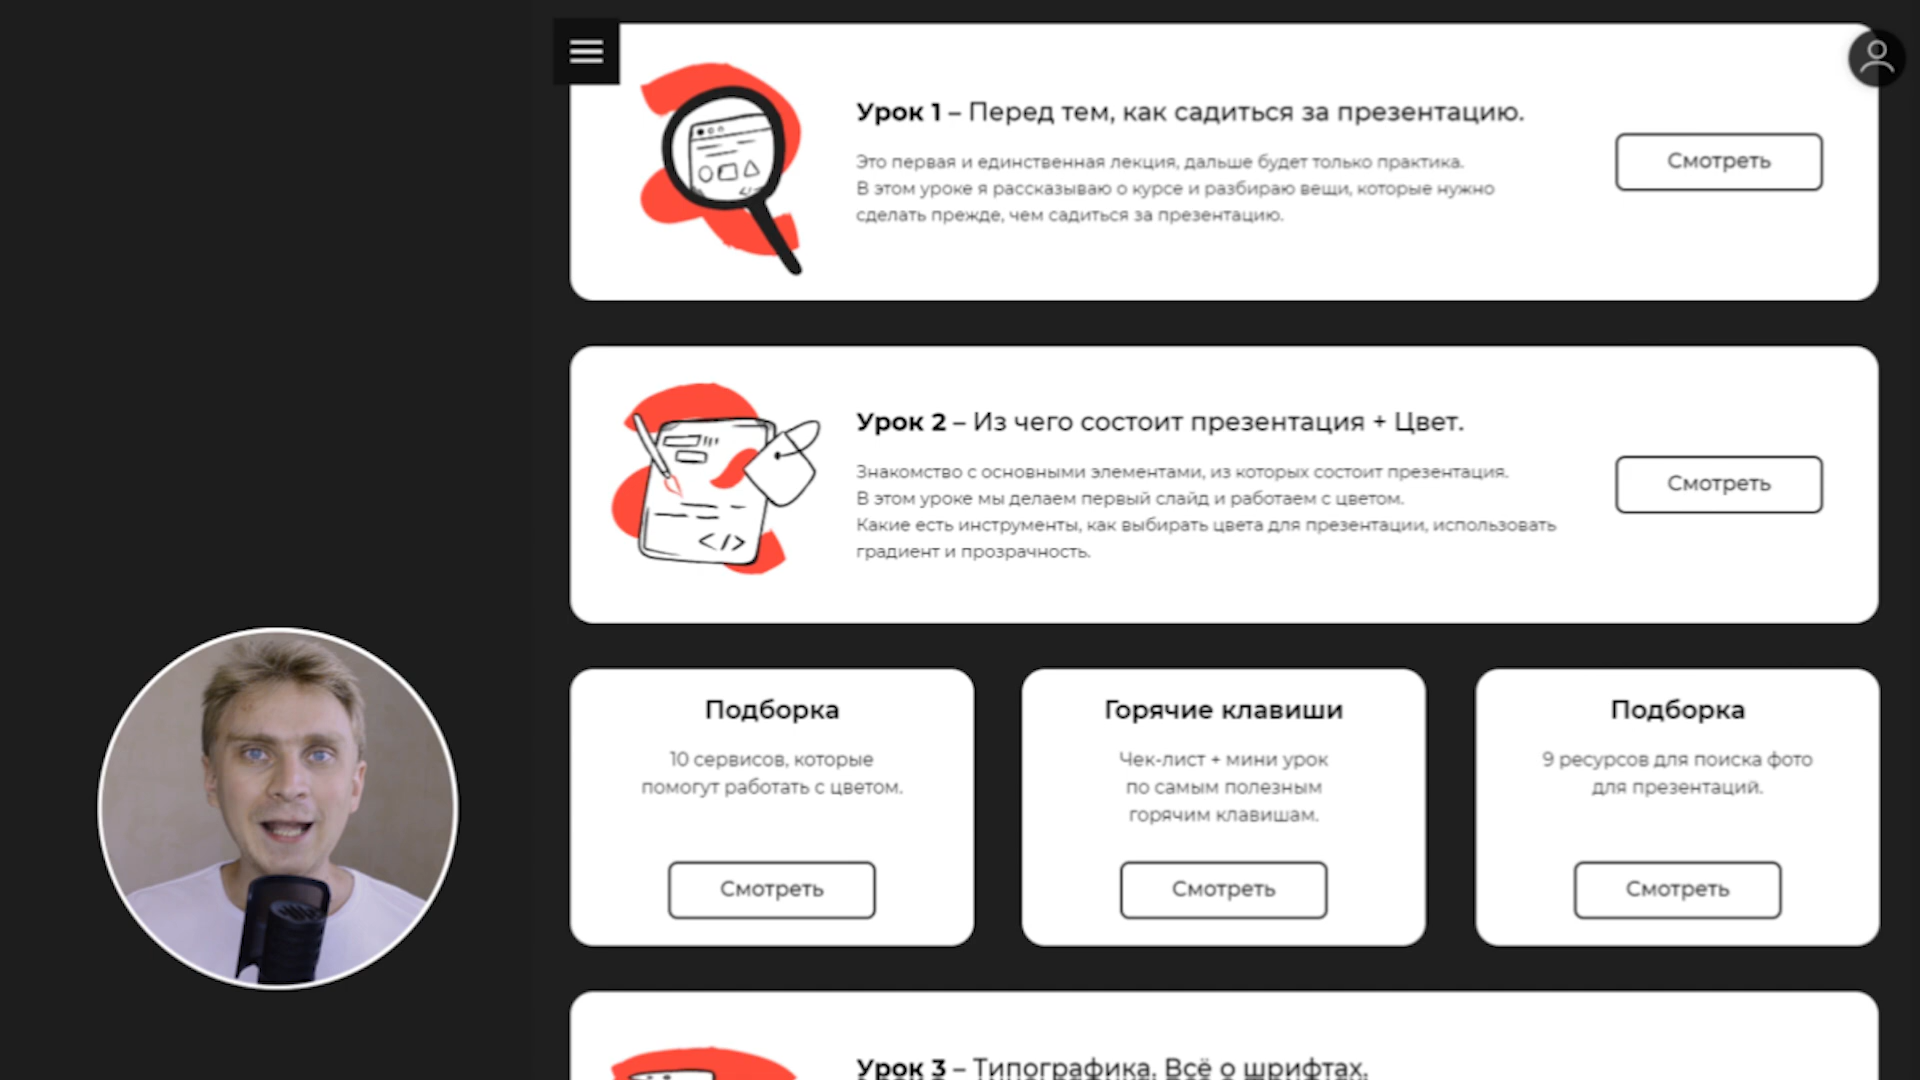 Урок 1 – Перед тем, как садиться за презентацию.
Это первая и единственная лекция, дальше будет только практика.
В этом уроке я рассказываю о курсе и разбираю вещи, которые нужно
сделать прежде, чем садиться за презентацию.
Смотреть
Урок 2 – Из чего состоит презентация + Цвет.
Знакомство с основными элементами, из которых состоит презентация.
В этом уроке мы делаем первый слайд и работаем с цветом.
Какие есть инструменты, как выбирать цвета для презентации, использовать
градиент и прозрачность.
Смотреть
Подборка
10 сервисов, которые
помогут работать с цветом.
Смотреть
Горячие клавиши
Чек-лист + мини урок
по самым полезным
горячим клавишам.
Смотреть
Подборка
9 ресурсов для поиска фото
для презентаций.
Смотреть
Урок 3 – Типографика. Всё о шрифтах.